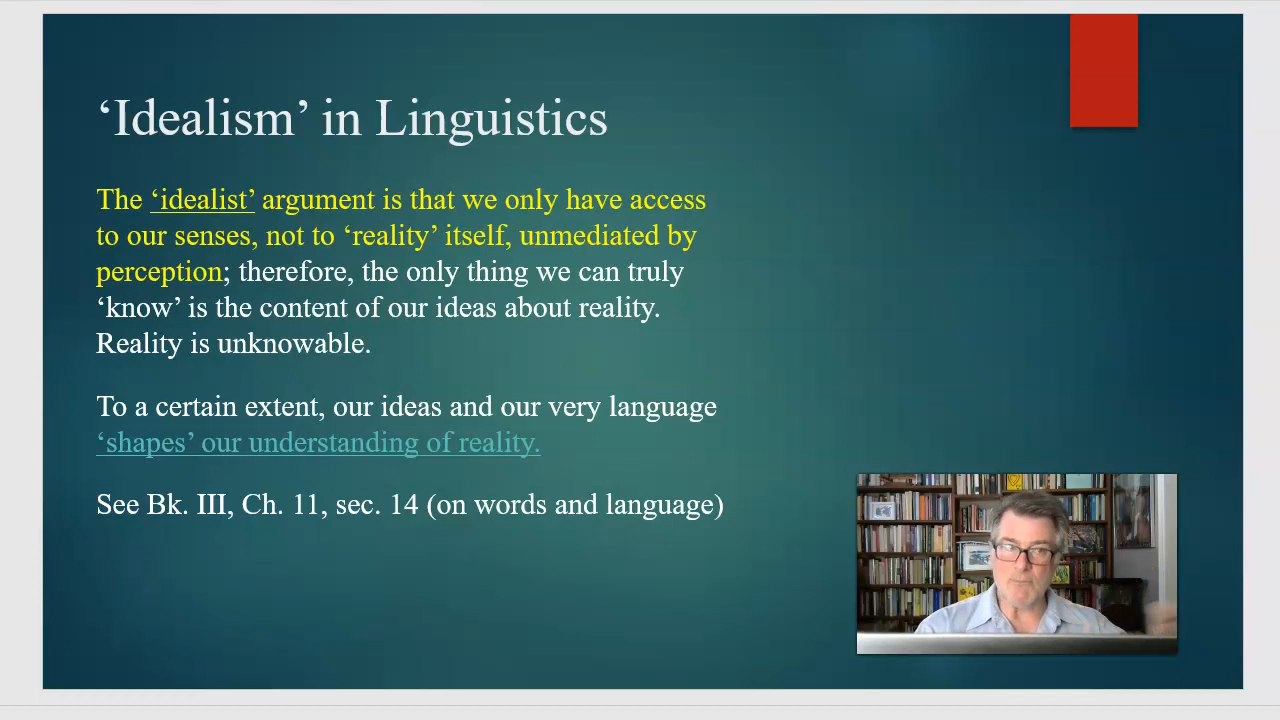 ‘Idealism’ in Linguistics
The ‘idealist’ argument is that we only have access
to our senses, not to ‘reality’ itself, unmediated by
perception; therefore, the only thing we can truly
‘know’ is the content of our ideas about reality.
Reality is unknowable.
To a certain extent, our ideas and our very language
‘shapes’ our understanding of reality.
See Bk. III, Ch. 11, sec. 14 (on words and language)